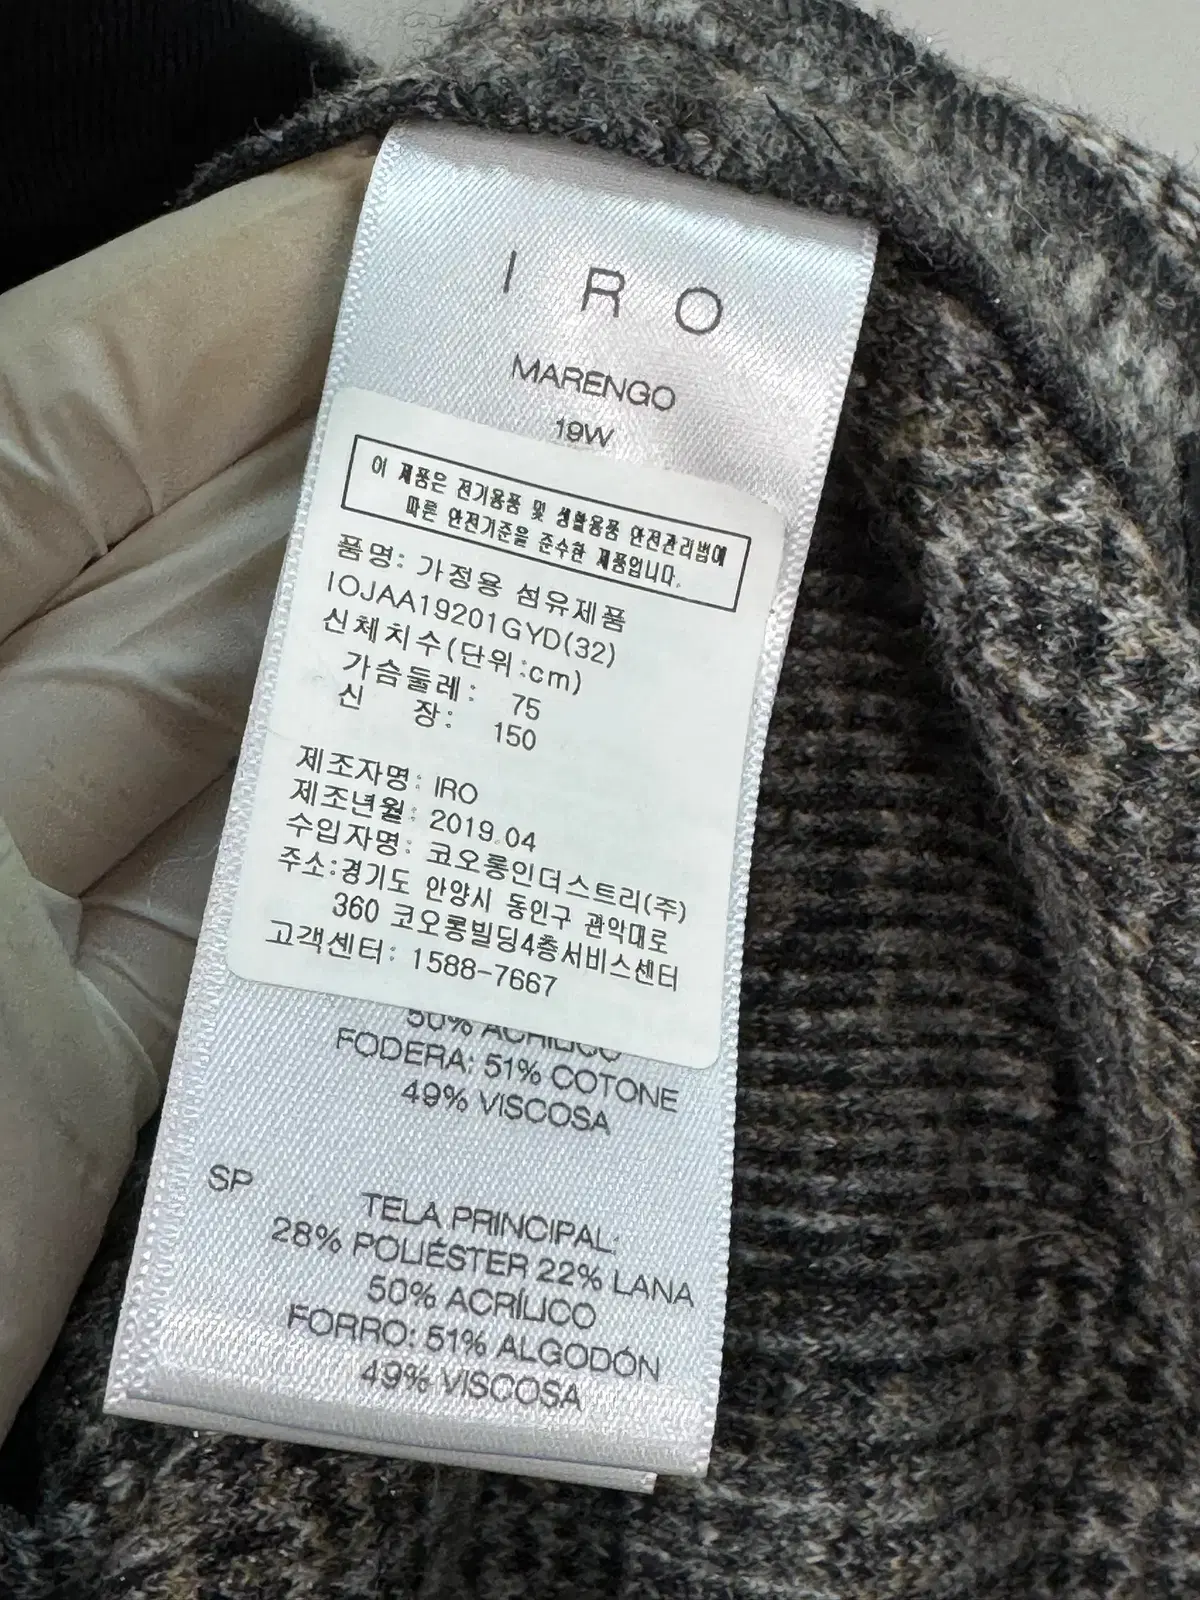 I R O
MARENGO
19W
이 제품은 전기용품 및 생활용품 안전관리법에
따른 안전기준을 준수한 제품입니다.
품명: 가정용 섬유제품
IOJAA19201GYD(32)
신체치수(단위:cm)
가슴둘레: 75
신 장: 150
제조자명: IRO
제조년월: 2019.04
수입자명: 코오롱인더스트리(주)
주소:경기도 안양시 동안구 관악대로
360 코오롱빌딩4층서비스센터
고객센터: 1588-7667
50% ACRILICO
FODERA: 51% COTONE
49% VISCOSA
SP
TELA PRINCIPAL:
28% POLIÉSTER 22% LANA
50% ACRÍLICO
FORRO: 51% ALGODÓN
49% VISCOSA